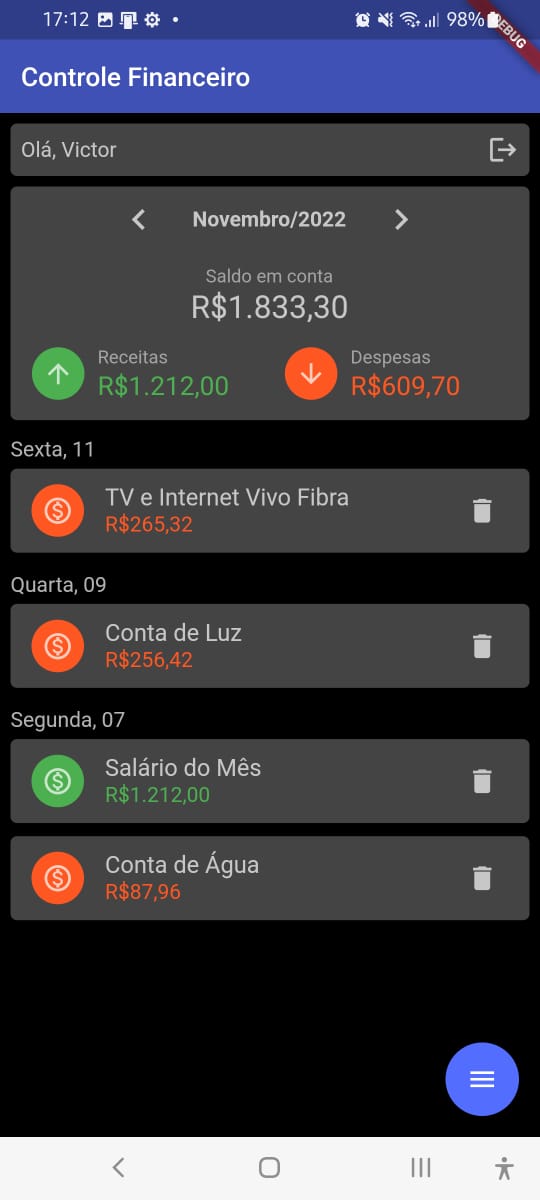 17:12
98%
DEBUG
Controle Financeiro
Olá, Victor
Novembro/2022
Saldo em conta
R$1.833,30
Receitas
R$1.212,00
Despesas
R$609,70
Sexta, 11
TV e Internet Vivo Fibra
R$265,32
Quarta, 09
Conta de Luz
R$256,42
Segunda, 07
Salário do Mês
R$1.212,00
Conta de Água
R$87,96